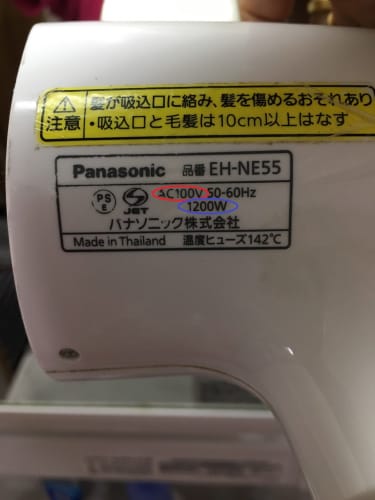 髪が吸込口に絡み、髪を傷めるおそれあり
注意 ・吸込口と毛髪は10cm以上はなす
Panasonic 品番 EH-NE55
PS E JET AC100V 50-60Hz
1200W
パナソニック株式会社
Made in Thailand 温度ヒューズ142℃